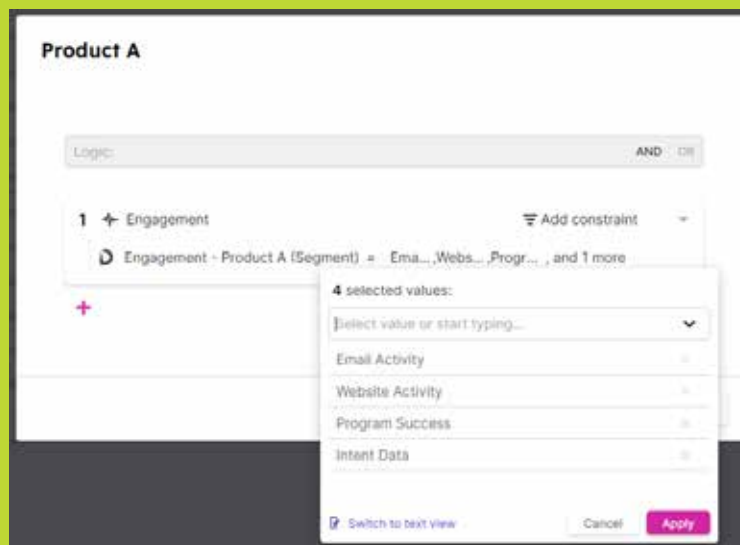 Product A
Logic: AND OR
1 Engagement Add constraint
Engagement - Product A (Segment) = Ema... ,Webs... ,Progr... , and 1 more
4 selected values:
Select value or start typing...
Email Activity
Website Activity
Program Success
Intent Data
Switch to text view Cancel Apply